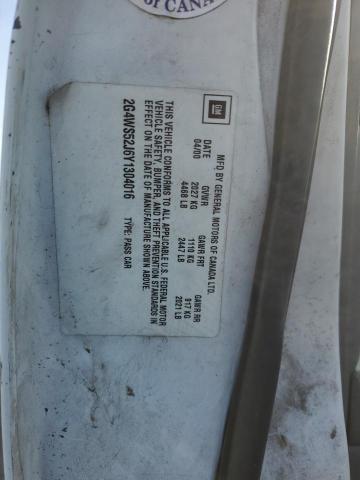 of CANA
GM
MFD BY GENERAL MOTORS OF CANADA LTD.
DATE GVWR GAWR FRT GAWR RR
04/00 2027 KG 1110 KG 917 KG
4468 LB 2447 LB 2021 LB
THIS VEHICLE CONFORMS TO ALL APPLICABLE U.S. FEDERAL MOTOR
VEHICLE SAFETY, BUMPER, AND THEFT PREVENTION STANDARDS IN
EFFECT ON THE DATE OF MANUFACTURE SHOWN ABOVE.
2G4WS52J6Y1304016 TYPE: PASS CAR